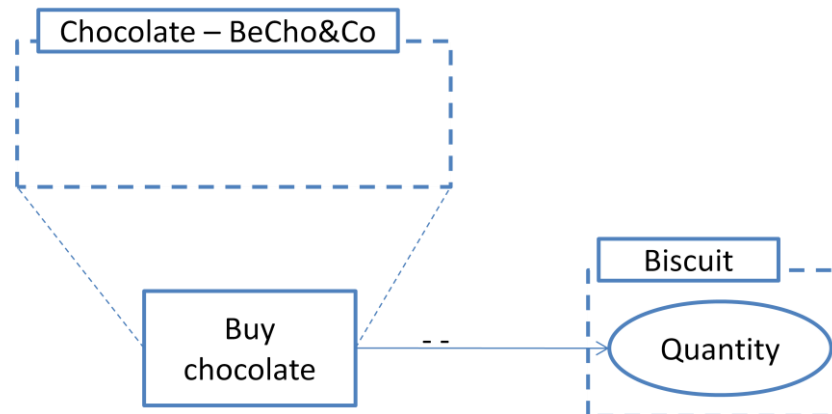 Chocolate – BeCho&Co
Biscuit
Buy
chocolate
- -
Quantity